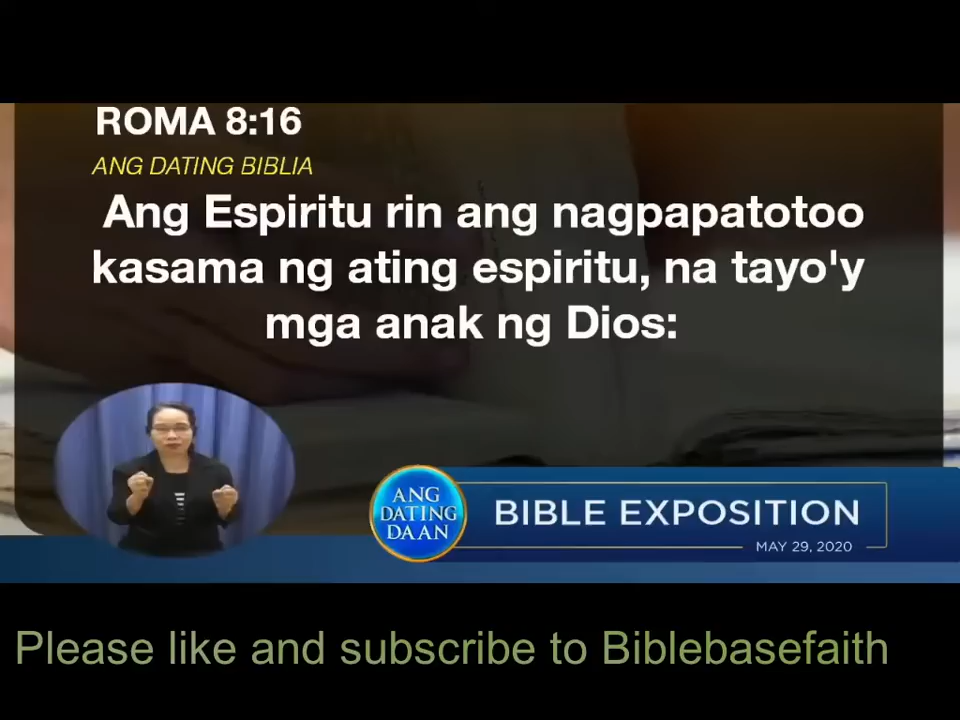 ROMA 8:16
ANG DATING BIBLIA
Ang Espiritu rin ang nagpapatotoo
kasama ng ating espiritu, na tayo'y
mga anak ng Dios:
ANG
DATING
DAAN
BIBLE EXPOSITION
MAY 29, 2020
Please like and subscribe to Biblebasefaith